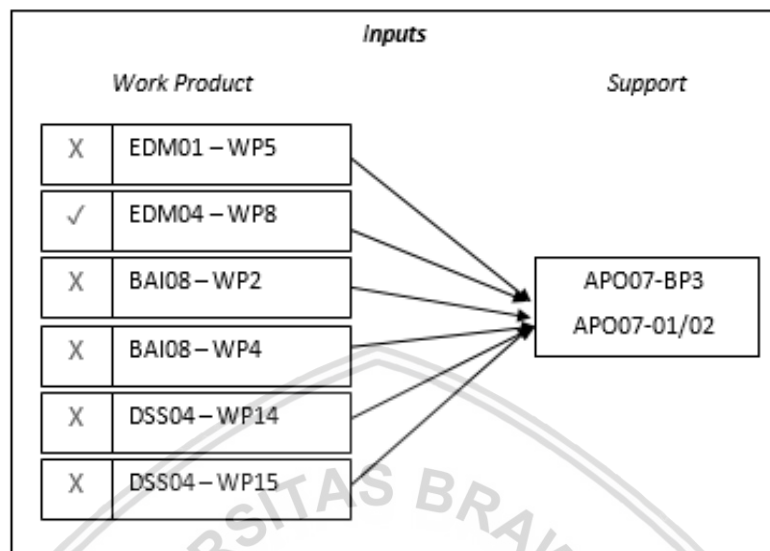 Inputs
Work Product Support
X EDM01 – WP5
✓ EDM04 – WP8
X BAI08 – WP2
X BAI08 – WP4
X DSS04 – WP14
X DSS04 – WP15
APO07-BP3
APO07-01/02